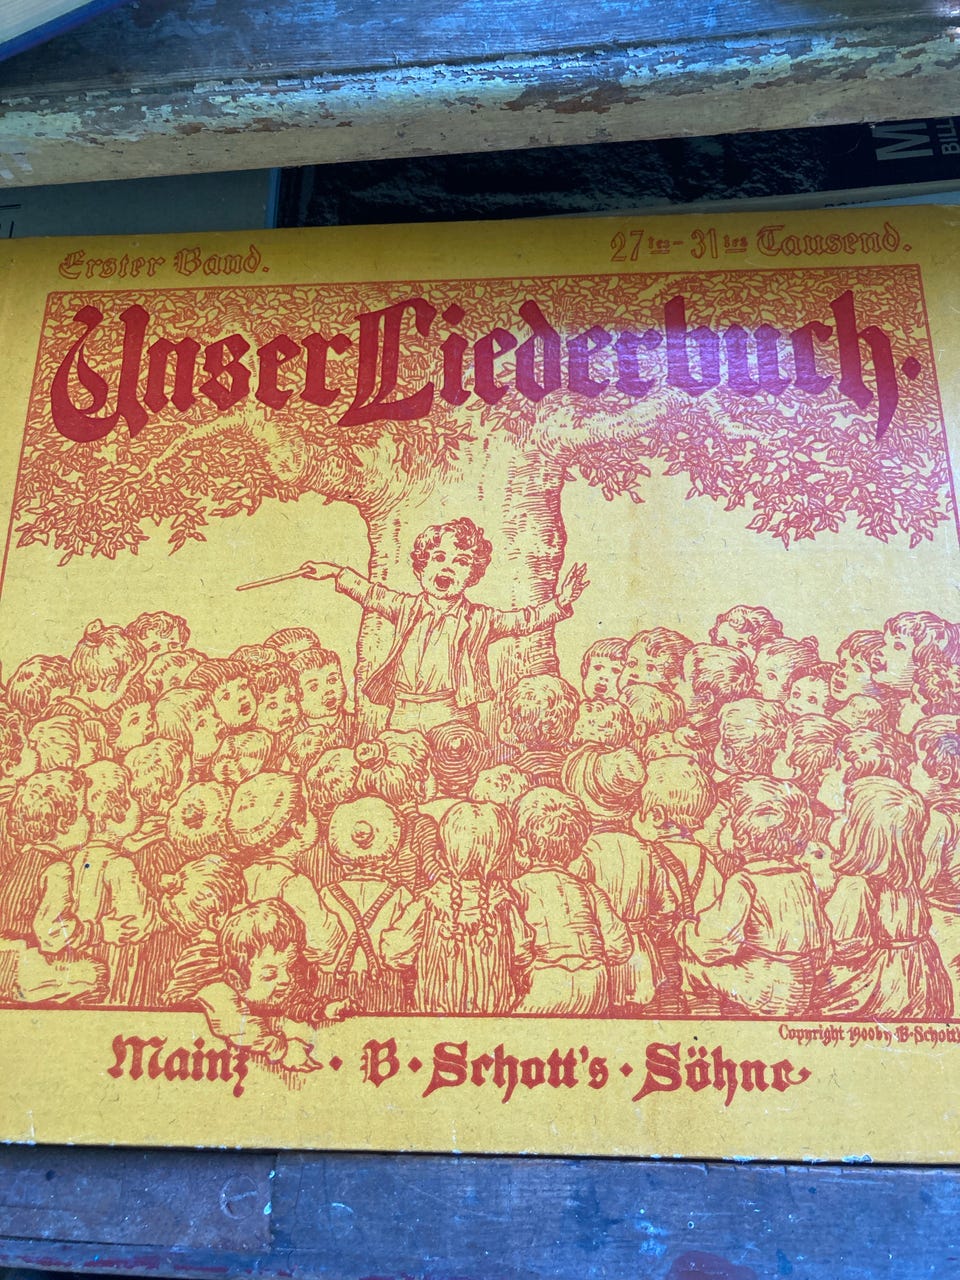 Erster Band.
27tes - 31tes Tausend.
Unser Liederbuch.
Copyright 1900 by B. Schott's
Mainz · B · Schott's · Söhne